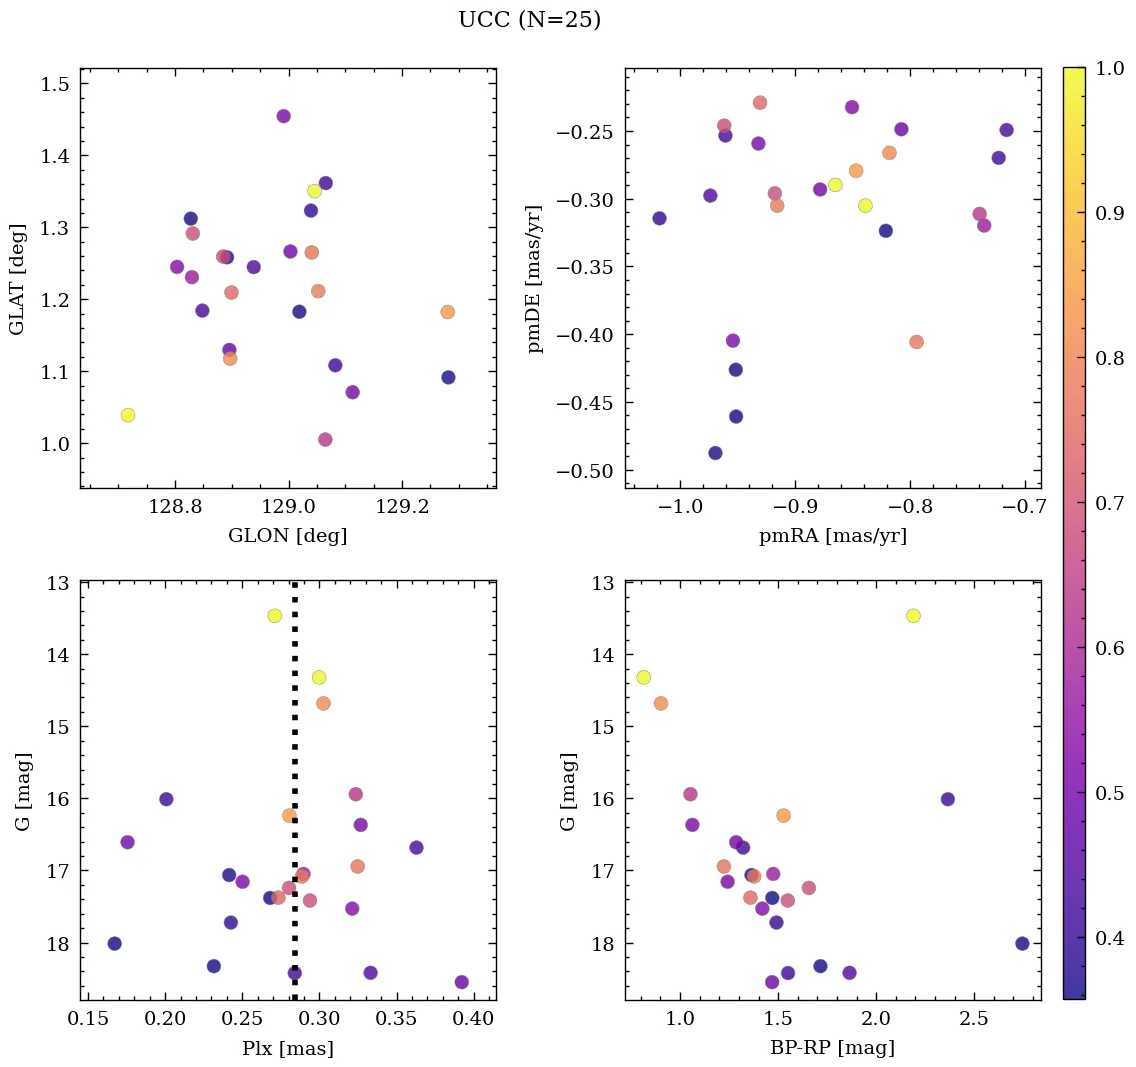 UCC (N=25)
1.5
1.4
1.3
1.2
1.1
1.0
GLAT [deg]
128.8 129.0 129.2
GLON [deg]
−0.25
−0.30
−0.35
−0.40
−0.45
−0.50
pmDE [mas/yr]
−1.0 −0.9 −0.8 −0.7
pmRA [mas/yr]
13
14
15
16
17
18
G [mag]
0.15 0.20 0.25 0.30 0.35 0.40
Plx [mas]
13
14
15
16
17
18
G [mag]
1.0 1.5 2.0 2.5
BP-RP [mag]
1.0
0.9
0.8
0.7
0.6
0.5
0.4